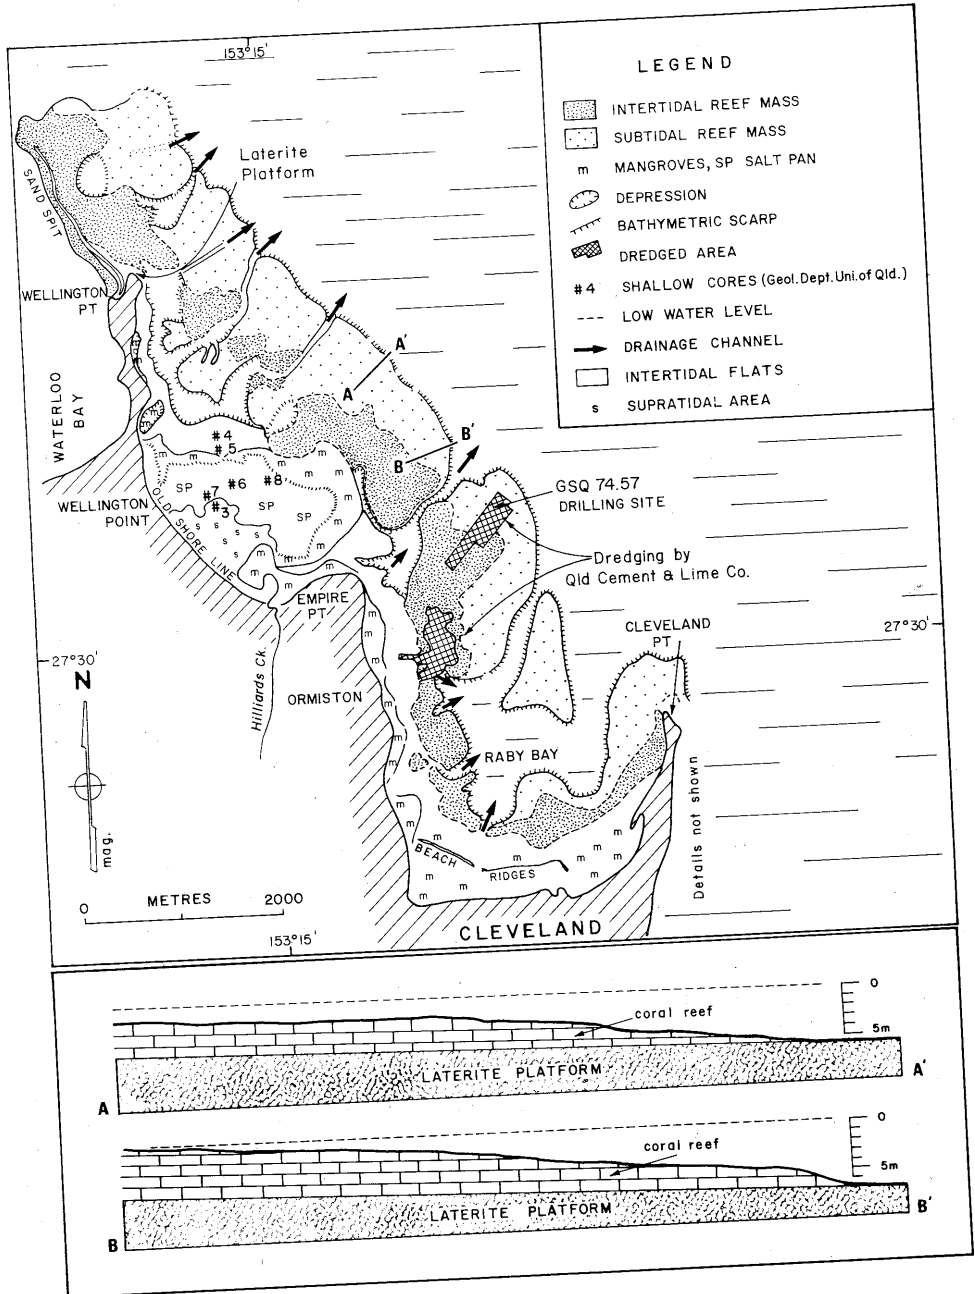 153°15'
LEGEND
INTERTIDAL REEF MASS
SUBTIDAL REEF MASS
m MANGROVES, SP SALT PAN
DEPRESSION
BATHYMETRIC SCARP
DREDGED AREA
#4 SHALLOW CORES (Geol. Dept. Uni. of Qld.)
LOW WATER LEVEL
DRAINAGE CHANNEL
INTERTIDAL FLATS
s SUPRATIDAL AREA
Laterite
Platform
SAND SPIT
WELLINGTON
PT
WATERLOO
BAY
A'
A
B'
B
#4
#5
#6
#8
#7
#3
SP
SP
SP
WELLINGTON
POINT
OLD SHORE LINE
GSQ 74.57
DRILLING SITE
Dredging by
Qld Cement & Lime Co.
EMPIRE
PT
CLEVELAND
PT
27°30'
27°30'
N
mag.
Hilliards Ck.
ORMISTON
RABY BAY
Details not shown
BEACH
RIDGES
METRES
0 2000
153°15'
CLEVELAND
0
5m
coral reef
LATERITE PLATFORM
A A'
0
5m
coral reef
LATERITE PLATFORM
B B'